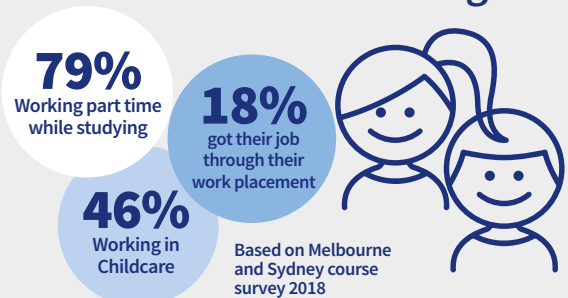 79%
Working part time
while studying
18%
got their job
through their
work placement
46%
Working in
Childcare
Based on Melbourne
and Sydney course
survey 2018